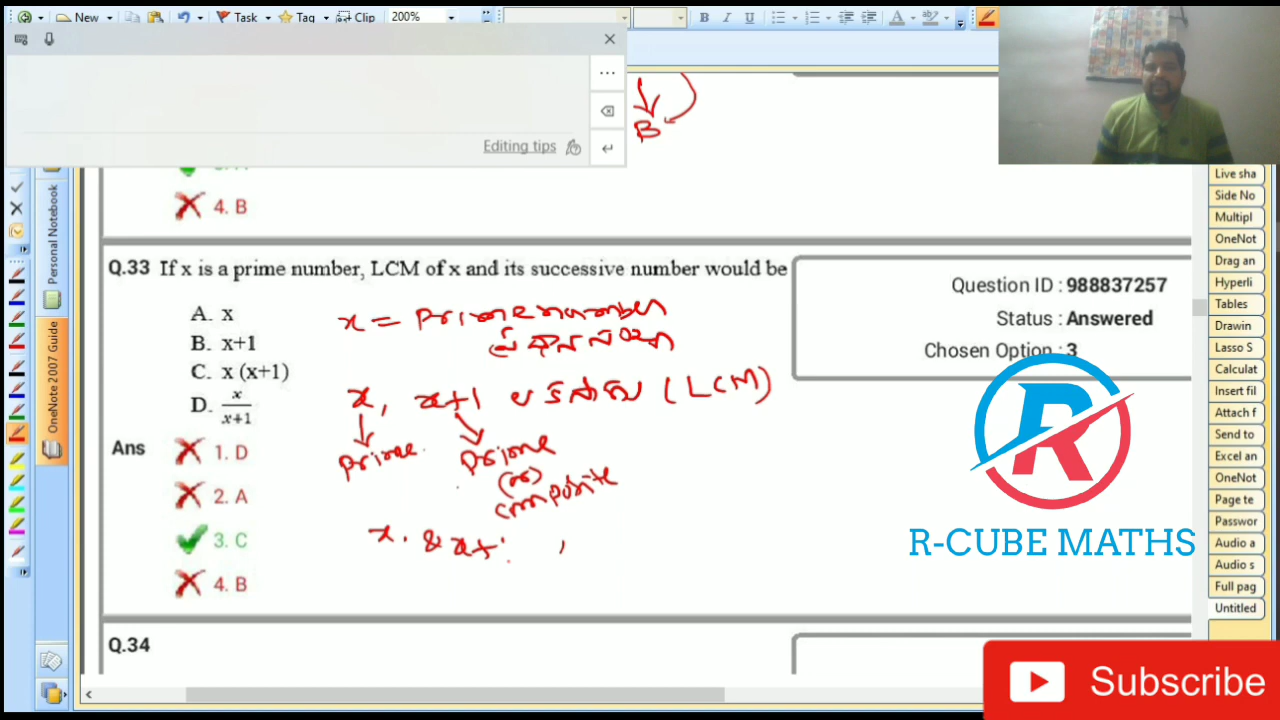 New Task Tag Clip 200% B I U A ab
Editing tips
B
4. B
Q.33 If x is a prime number, LCM of x and its successive number would be
A. x
B. x+1
C. x (x+1)
D. x/x+1
Ans
1. D
2. A
3. C
4. B
Q.34
x = Prime number
x, x+1 (LCM)
Prime Prime
(or)
composite
x, & x+
Question ID : 988837257
Status : Answered
Chosen Option : 3
R
R-CUBE MATHS
Subscribe
Personal Notebook
OneNote 2007 Guide
Live sha
Side No
Multipl
OneNot
Drag an
Hyperli
Tables
Drawin
Lasso S
Calculat
Insert fil
Attach f
Send to
Excel an
OneNot
Page te
Passwor
Audio a
Audio s
Full pag
Untitled